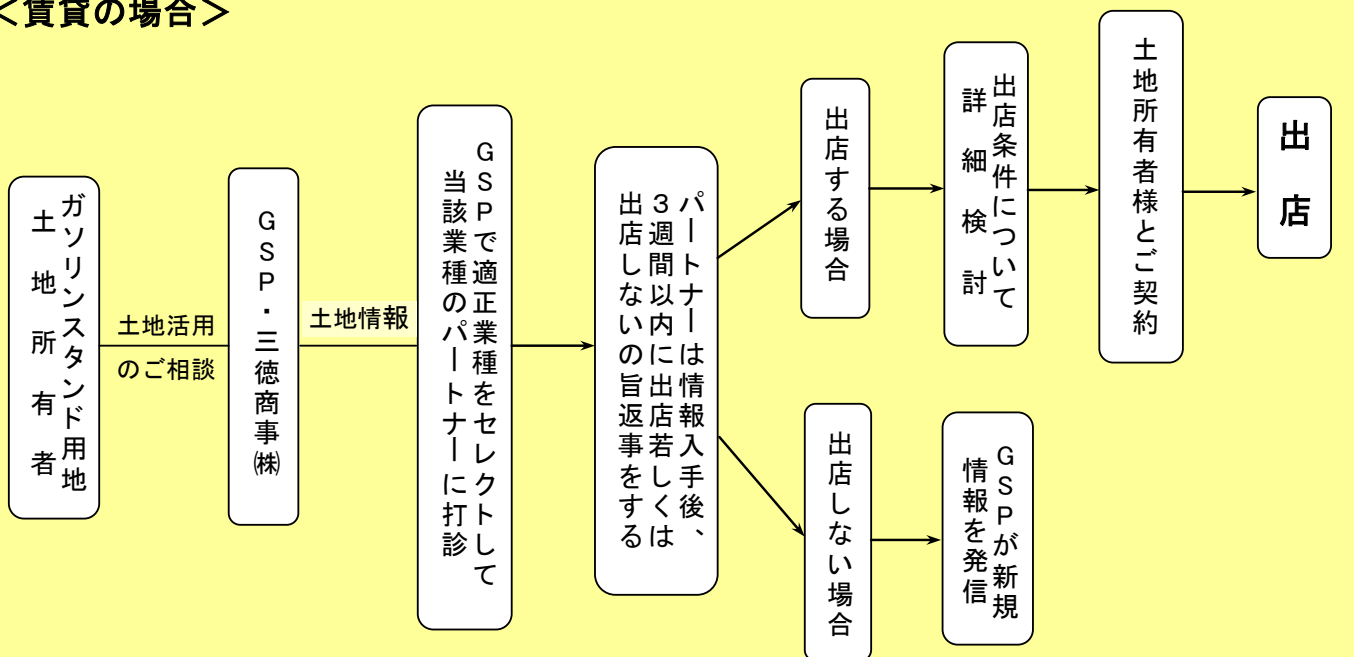 ＜賃貸の場合＞
ガソリンスタンド用地
土地所有者
土地活用
のご相談
GSP・三徳商事㈱
土地情報
GSPで適正業種をセレクトして
当該業種のパートナーに打診
パートナーは情報入手後、
３週間以内に出店若しくは
出店しないの旨返事をする
出店する場合
出店条件について
詳細検討
土地所有者様とご契約
出店
出店しない場合
GSPが新規
情報を発信